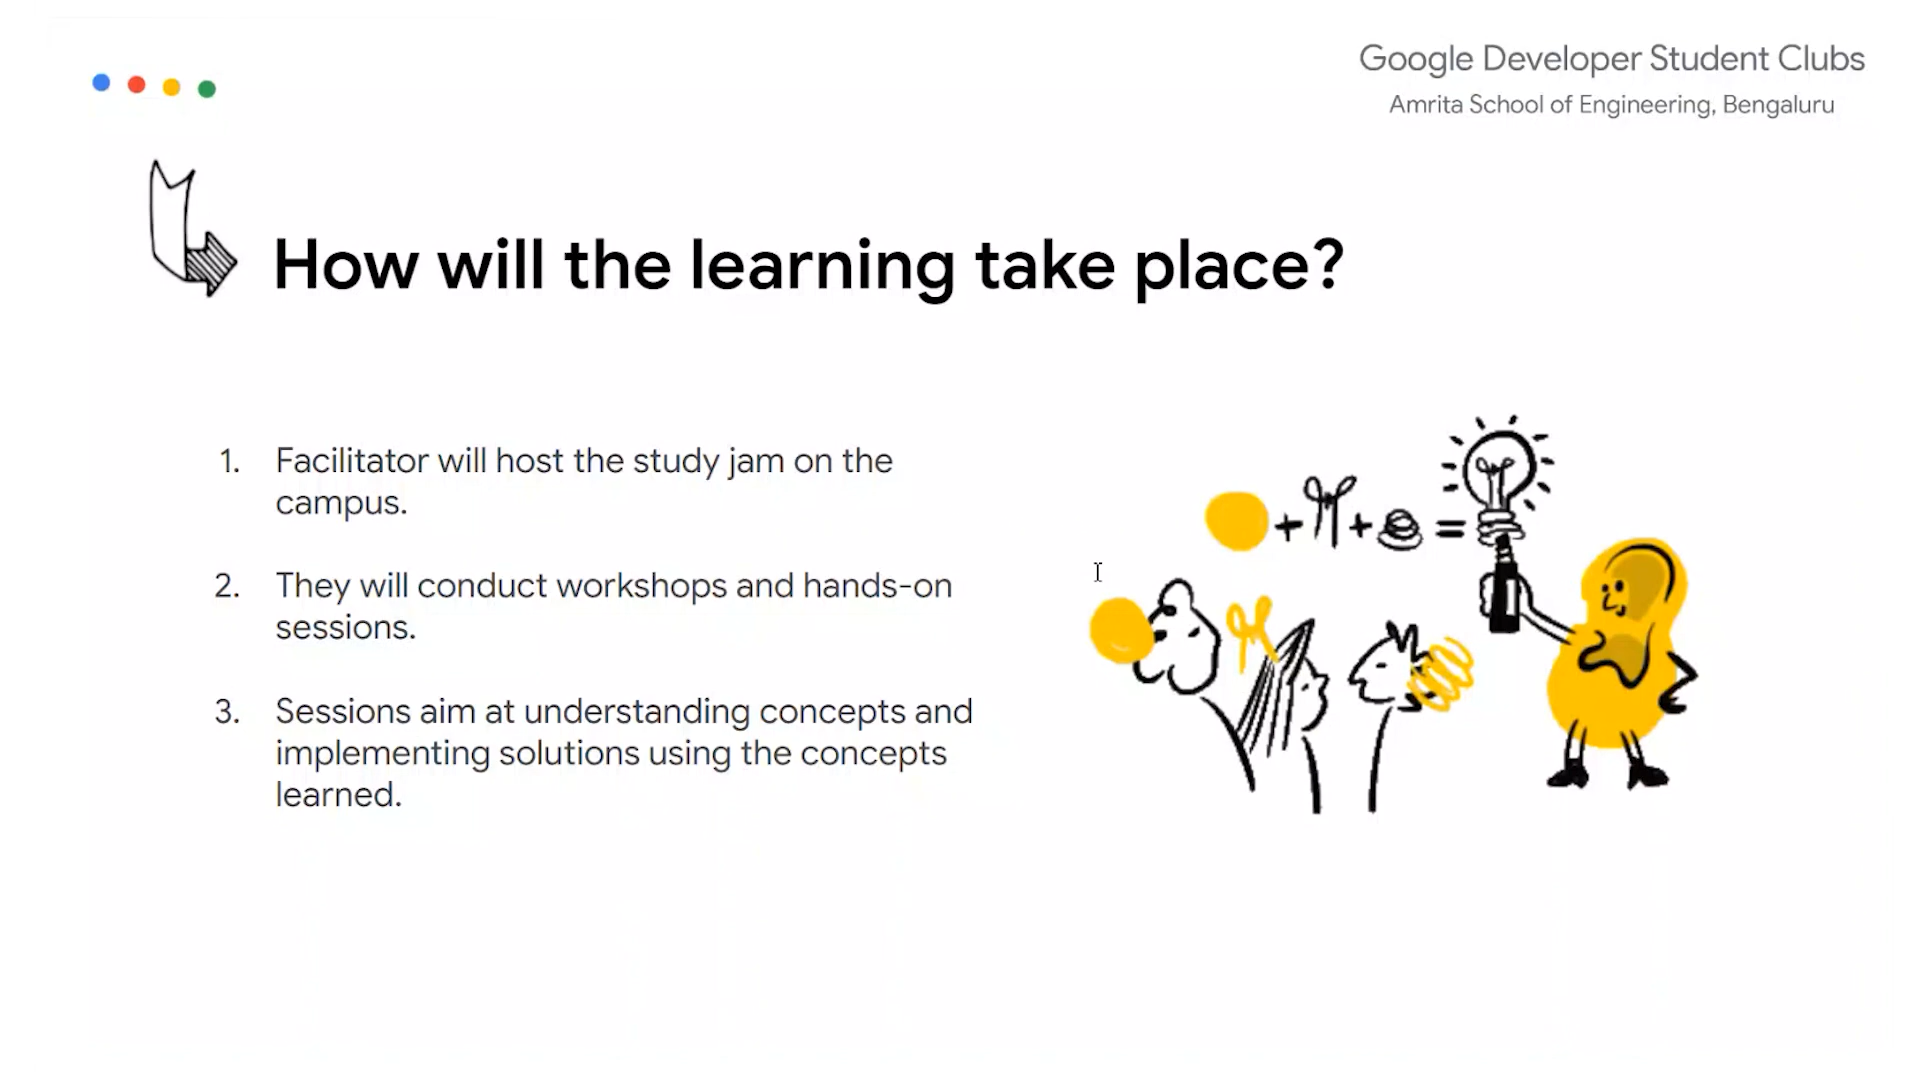 Google Developer Student Clubs
Amrita School of Engineering, Bengaluru
How will the learning take place?
1. Facilitator will host the study jam on the
campus.
2. They will conduct workshops and hands-on
sessions.
3. Sessions aim at understanding concepts and
implementing solutions using the concepts
learned.